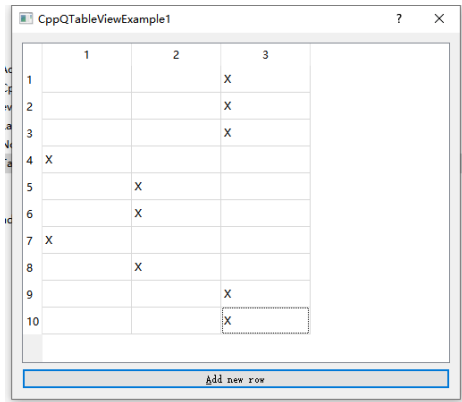 CppQTableViewExample1 ? ×
1 2 3
1 X
2 X
3 X
4 X
5 X
6 X
7 X
8 X
9 X
10 X
Add new row